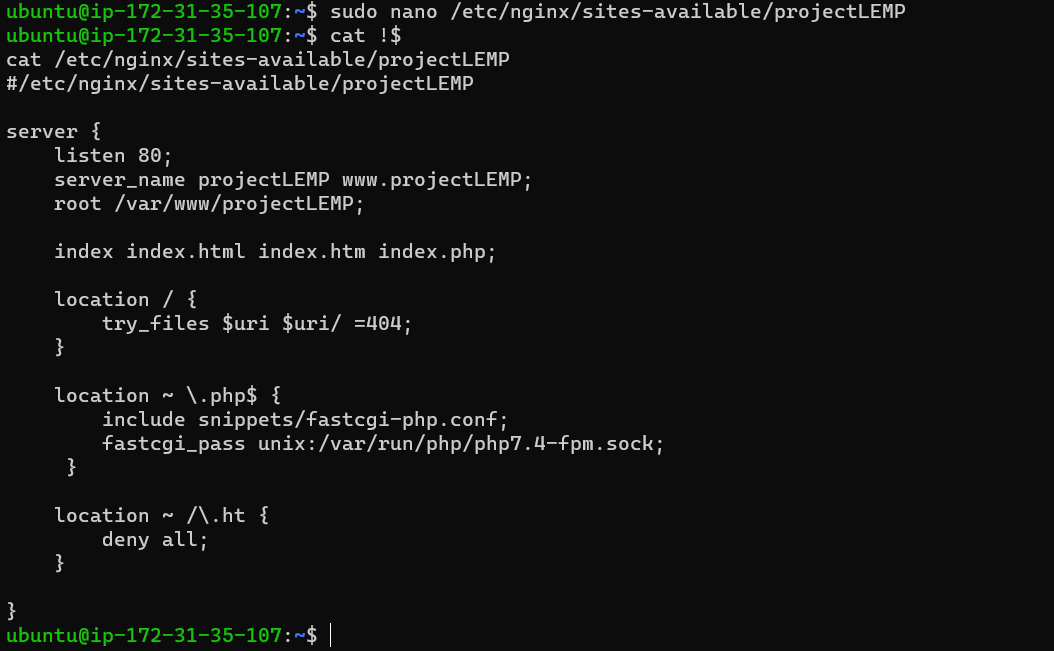 ubuntu@ip-172-31-35-107:~$ sudo nano /etc/nginx/sites-available/projectLEMP
ubuntu@ip-172-31-35-107:~$ cat !$
cat /etc/nginx/sites-available/projectLEMP
#/etc/nginx/sites-available/projectLEMP

server {
    listen 80;
    server_name projectLEMP www.projectLEMP;
    root /var/www/projectLEMP;

    index index.html index.htm index.php;

    location / {
        try_files $uri $uri/ =404;
    }

    location ~ \.php$ {
        include snippets/fastcgi-php.conf;
        fastcgi_pass unix:/var/run/php/php7.4-fpm.sock;
     }

    location ~ /\.ht {
        deny all;
    }

}
ubuntu@ip-172-31-35-107:~$